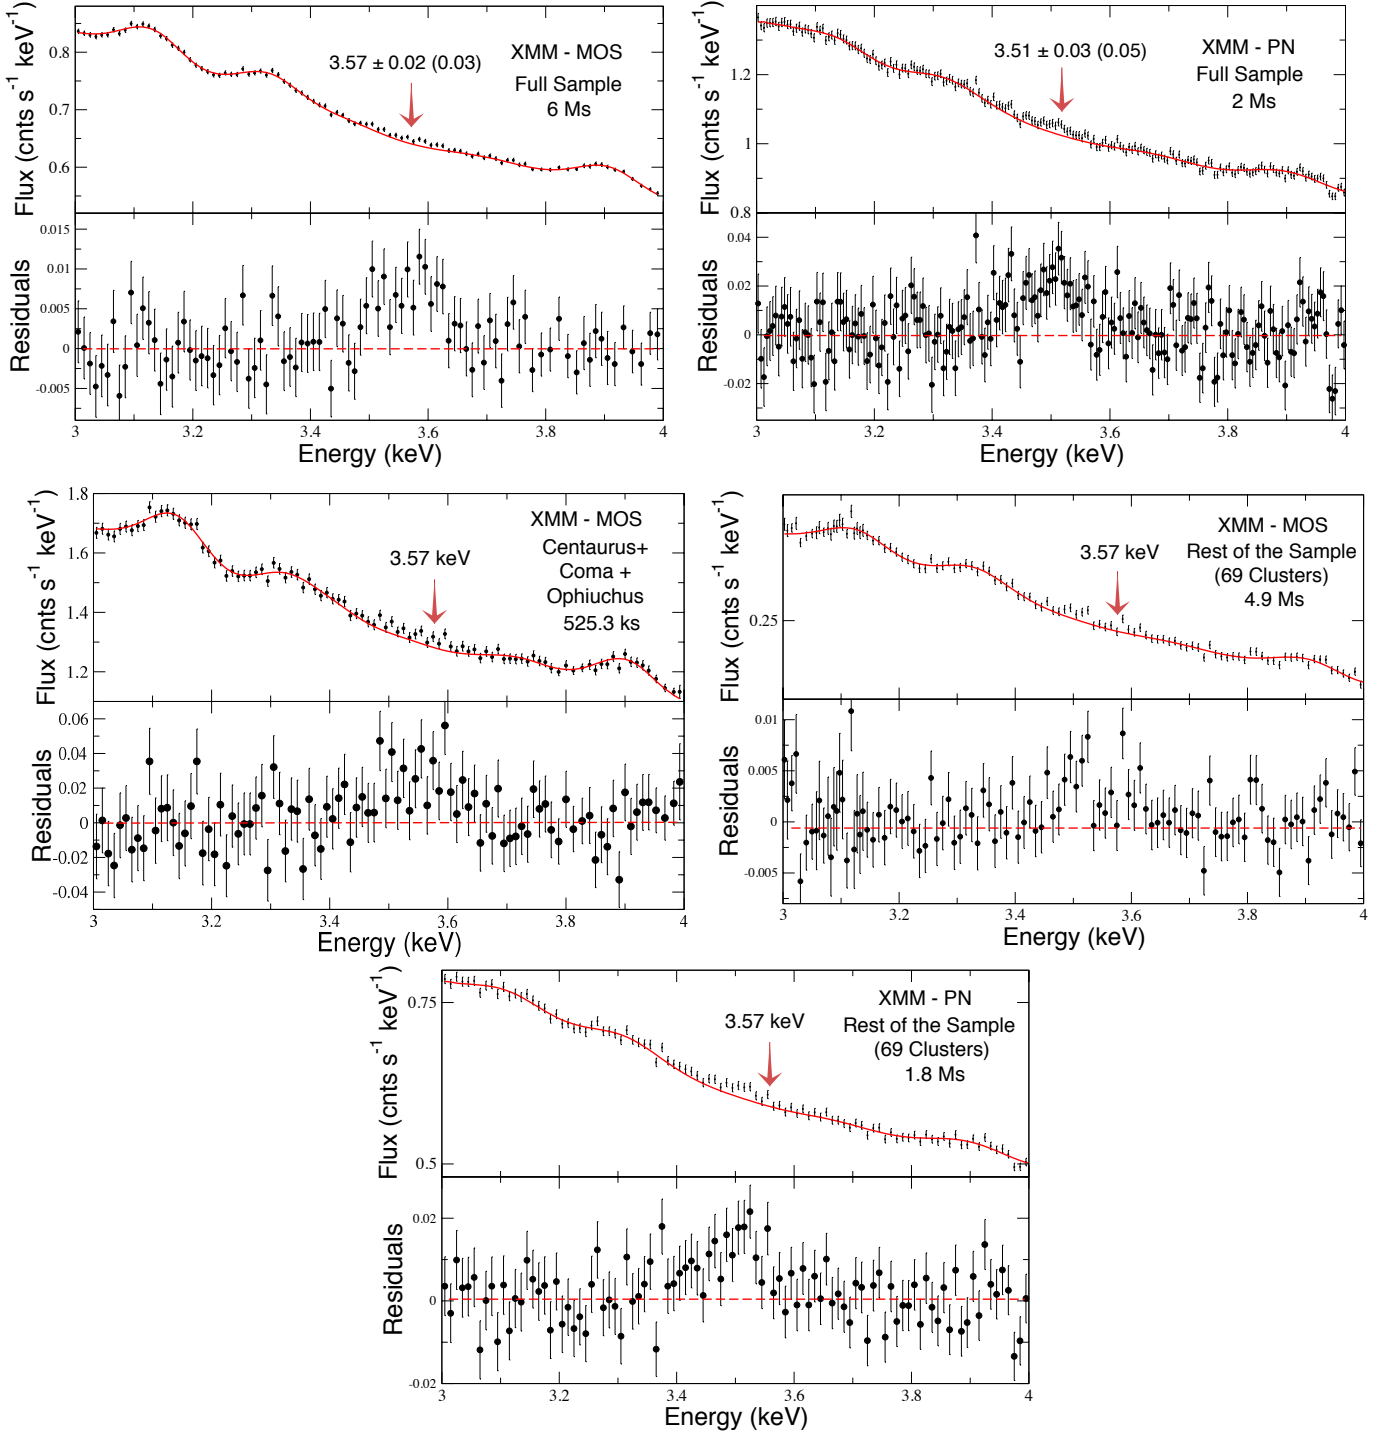 Flux (cnts s-1 keV-1)
0.8
0.7
0.6
3.57 ± 0.02 (0.03)
XMM - MOS
Full Sample
6 Ms
Residuals
0.015
0.01
0.005
0
-0.005
3
3.2
3.4
3.6
3.8
4
Energy (keV)
Flux (cnts s-1 keV-1)
1.2
1
0.8
3.51 ± 0.03 (0.05)
XMM - PN
Full Sample
2 Ms
Residuals
0.04
0.02
0
-0.02
3
3.2
3.4
3.6
3.8
4
Energy (keV)
Flux (cnts s-1 keV-1)
1.8
1.6
1.4
1.2
3.57 keV
XMM - MOS
Centaurus+
Coma +
Ophiuchus
525.3 ks
Residuals
0.06
0.04
0.02
0
-0.02
-0.04
3
3.2
3.4
3.6
3.8
4
Energy (keV)
Flux (cnts s-1 keV-1)
0.25
3.57 keV
XMM - MOS
Rest of the Sample
(69 Clusters)
4.9 Ms
Residuals
0.01
0.005
0
-0.005
3
3.2
3.4
3.6
3.8
4
Energy (keV)
Flux (cnts s-1 keV-1)
0.75
0.5
3.57 keV
XMM - PN
Rest of the Sample
(69 Clusters)
1.8 Ms
Residuals
0.02
0
-0.02
3
3.2
3.4
3.6
3.8
4
Energy (keV)